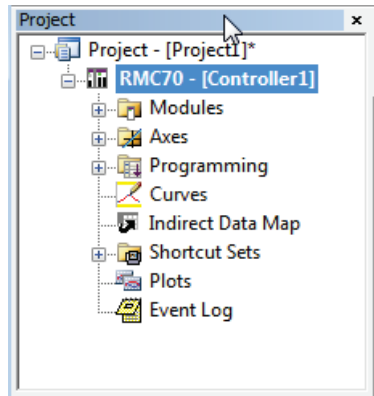 Project
Project - [Project1]*
RMC70 - [Controller1]
Modules
Axes
Programming
Curves
Indirect Data Map
Shortcut Sets
Plots
Event Log